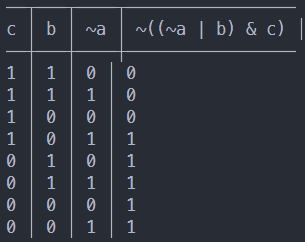 c | b | ~a | ~((~a | b) & c) |
1 | 1 | 0 | 0
1 | 1 | 1 | 0
1 | 0 | 0 | 0
1 | 0 | 1 | 1
0 | 1 | 0 | 1
0 | 1 | 1 | 1
0 | 0 | 0 | 1
0 | 0 | 1 | 1